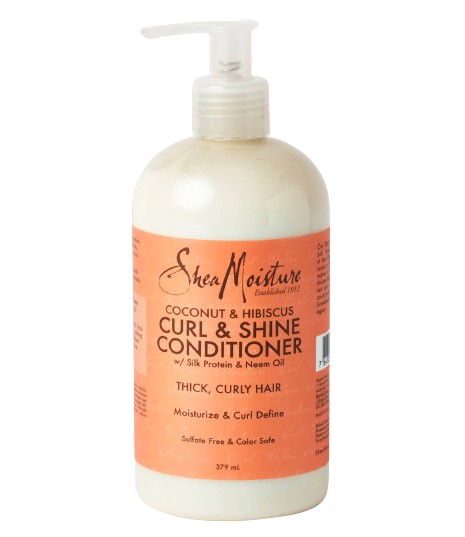 SheaMoisture
Established 1912
COCONUT & HIBISCUS
CURL & SHINE
CONDITIONER
w/ Silk Protein & Neem Oil
THICK, CURLY HAIR
Moisturize & Curl Define
Sulfate Free & Color Safe
379 mL